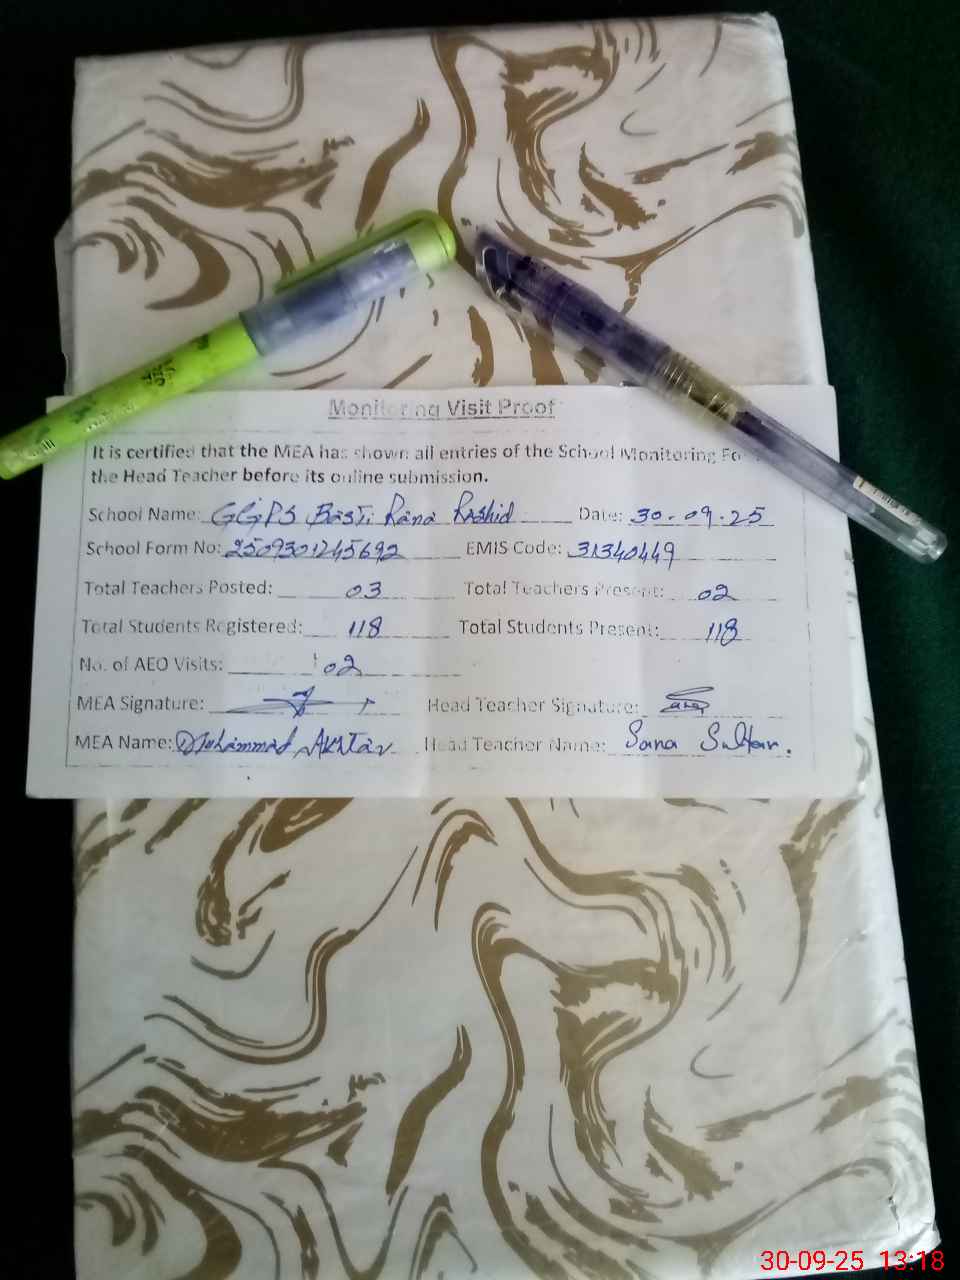 Monitoring Visit Proof
It is certified that the MEA has shown all entries of the School Monitoring Fo
the Head Teacher before its online submission.
School Name: GGPS Basti Rana Rashid Date: 30.09.25
School Form No: 2509301245692 EMIS Code: 31340449
Total Teachers Posted: 03 Total Teachers Present: 02
Total Students Registered: 118 Total Students Present: 118
No. of AEO Visits: 02
MEA Signature: Head Teacher Signature:
MEA Name: Muhammad Akhtar Head Teacher Name: Sana Sultan.
30-09-25 13:18